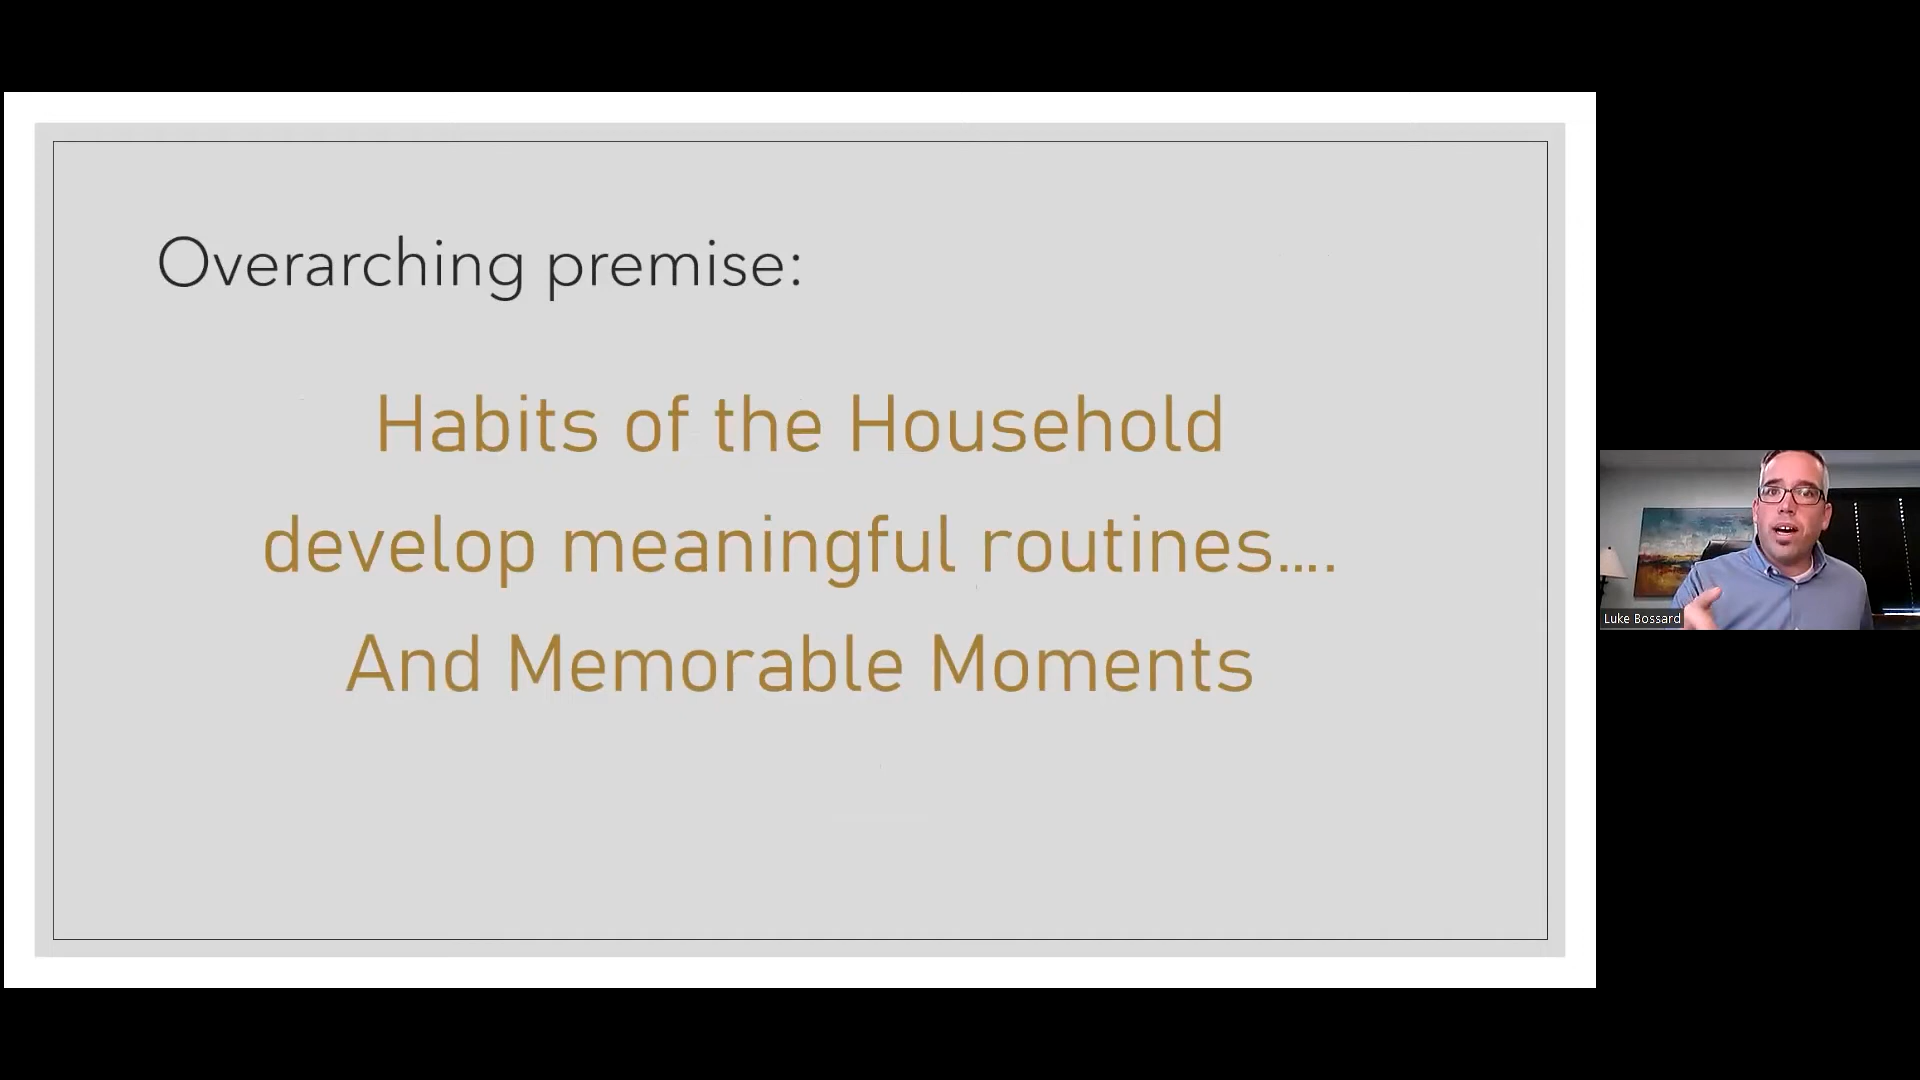 Overarching premise:
Habits of the Household
develop meaningful routines....
And Memorable Moments
Luke Bossard